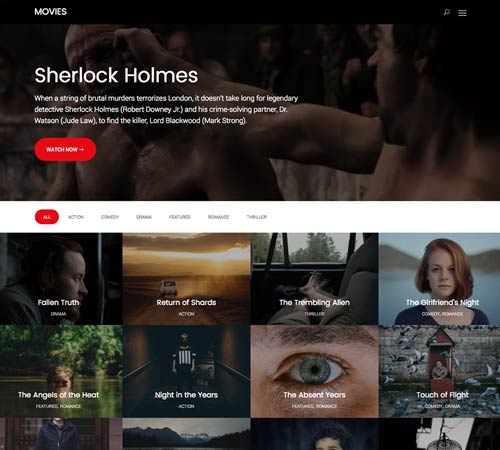 MOVIES
Sherlock Holmes
When a string of brutal murders terrorizes London, it doesn't take long for legendary
detective Sherlock Holmes (Robert Downey Jr.) and his crime-solving partner, Dr.
Watson (Jude Law), to find the killer, Lord Blackwood (Mark Strong).
WATCH NOW →
ALL ACTION COMEDY DRAMA FEATURED ROMANCE THRILLER
Fallen Truth
DRAMA
Return of Shards
ACTION
The Trembling Alien
THRILLER
The Girlfriend's Night
COMEDY, ROMANCE
The Angels of the Heat
FEATURED, ROMANCE
Night in the Years
ACTION
The Absent Years
FEATURED, ROMANCE
Touch of Flight
COMEDY, DRAMA